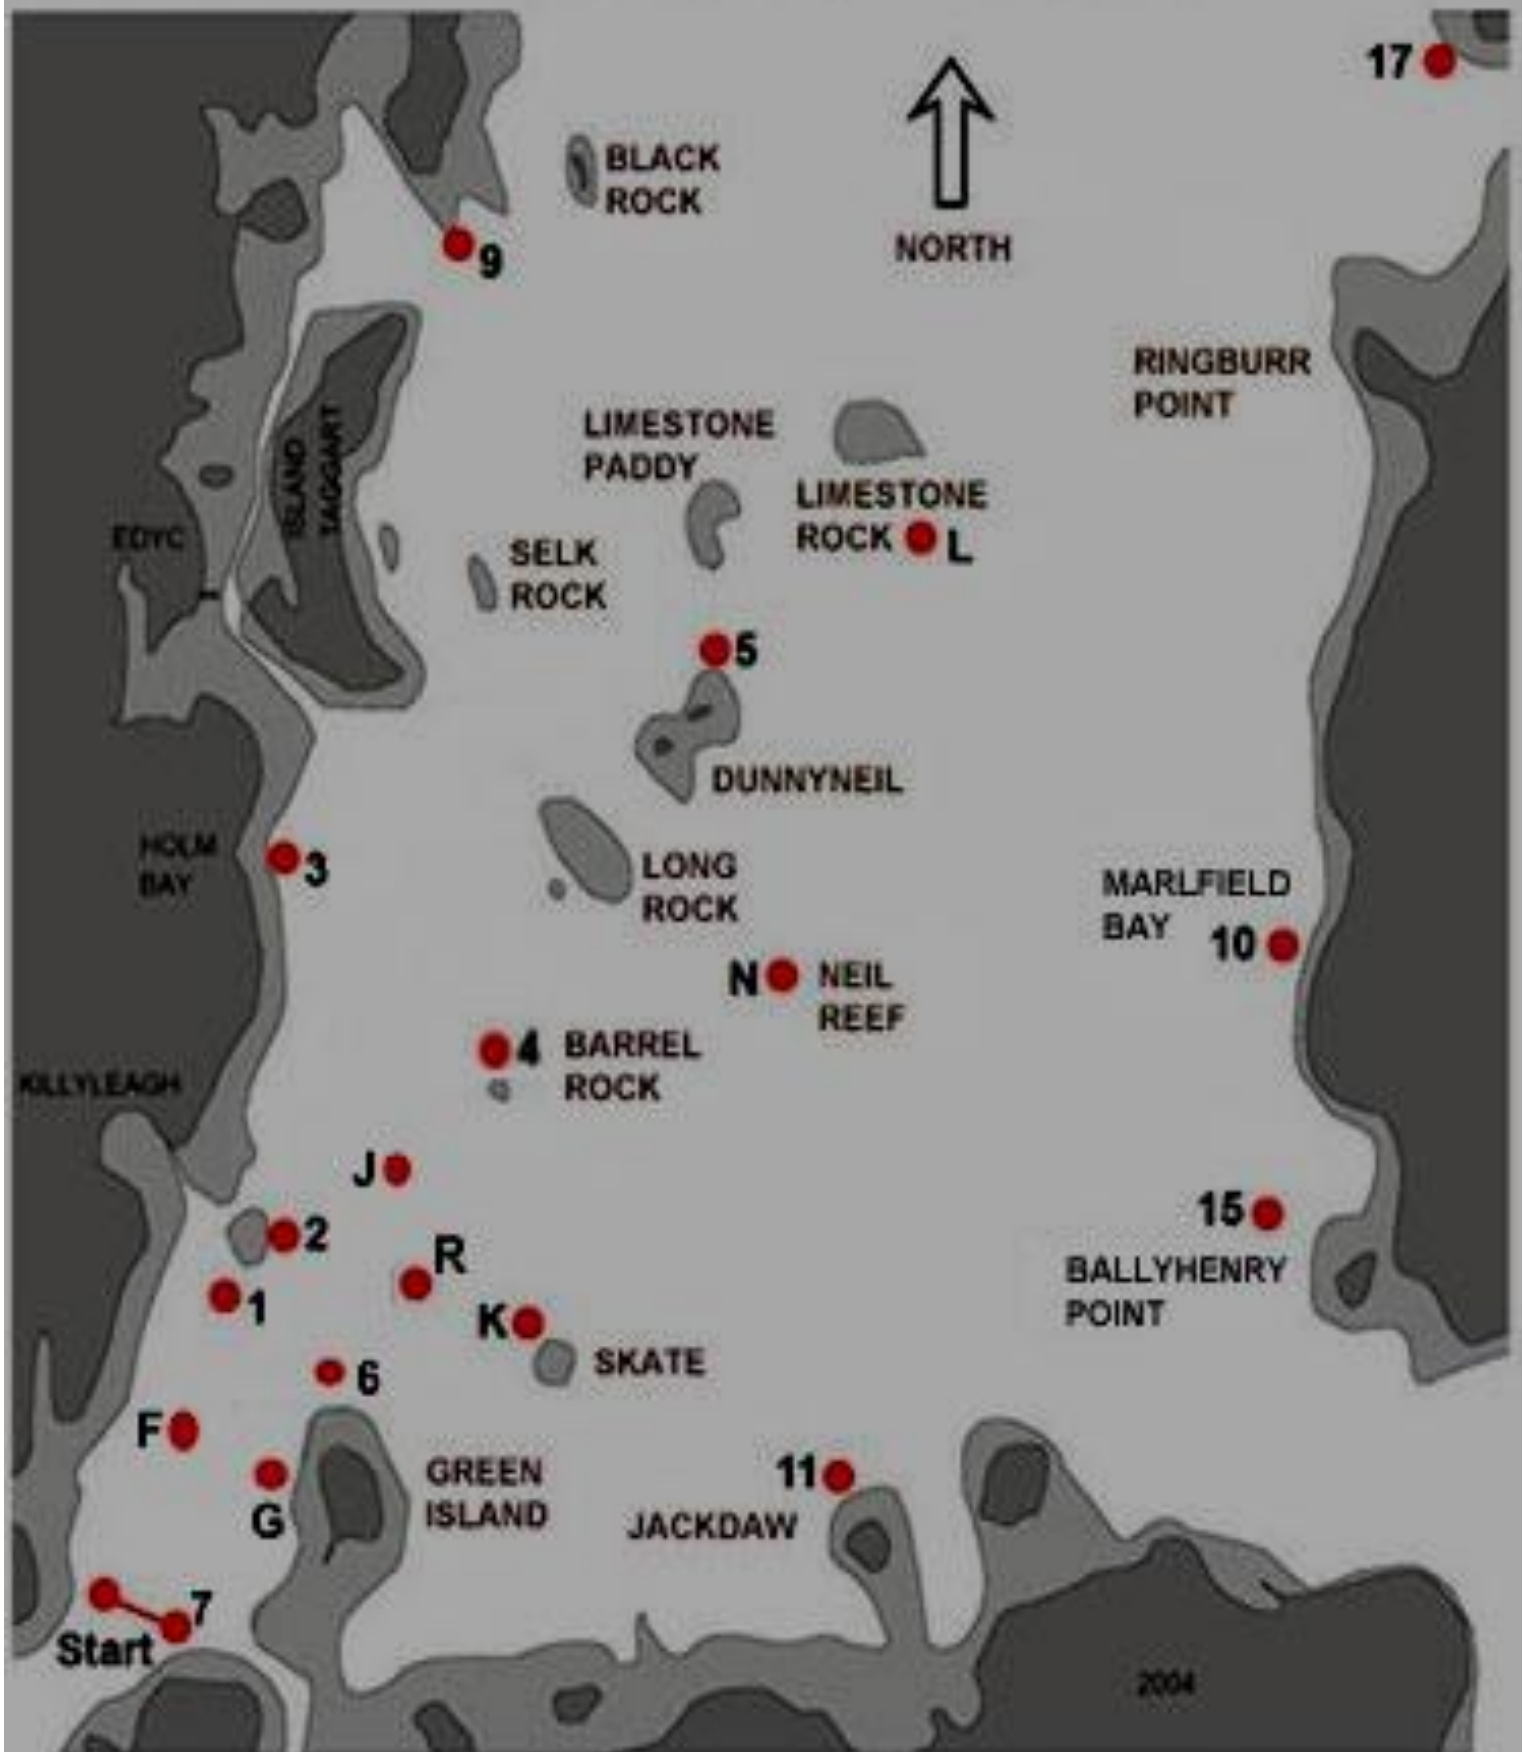 17
BLACK
ROCK
NORTH
9
RINGBURR
POINT
LIMESTONE
PADDY
LIMESTONE
ROCK
L
ISLAND
TAGGART
EDYC
SELK
ROCK
5
DUNNYNEIL
HOLM
BAY
3
LONG
ROCK
MARLFIELD
BAY
10
N
NEIL
REEF
4
BARREL
ROCK
KILLYLEAGH
J
15
2
R
BALLYHENRY
POINT
1
K
SKATE
6
F
GREEN
ISLAND
11
G
JACKDAW
7
Start
2004